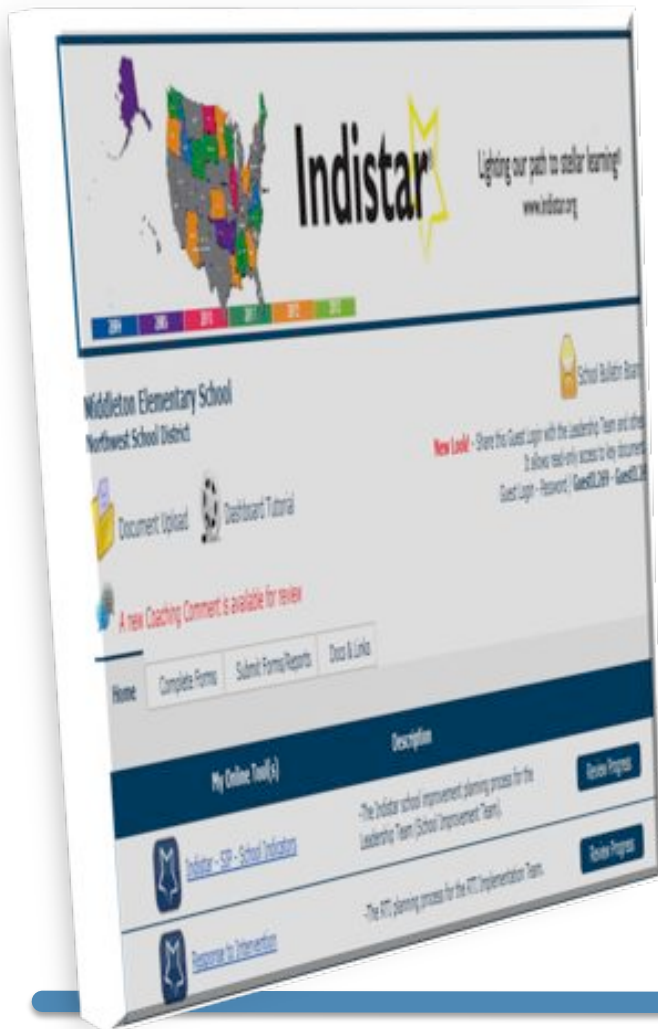 Indistar
Lighting our path to stellar learning®
www.indistar.org
Middleton Elementary School
Northwest School District
School Bulletin Board
New Look! - Share this Guest Login with the Leadership Team and
It allows read-only access to key
Guest Login - Password |
Document Upload
Dashboard Tutorial
A new Coaching Comment is available for review
Home
Complete Forms
Submit Forms/Reports
Docs & Links
My Online Tool(s)
Description
Indistar - SIP - School Indicators
-The Indistar school improvement planning process for the
Leadership Team (School Improvement Team).
Review Progress
Response to Intervention
-The RTI planning process for the RTI Implementation Team.
Review Progress